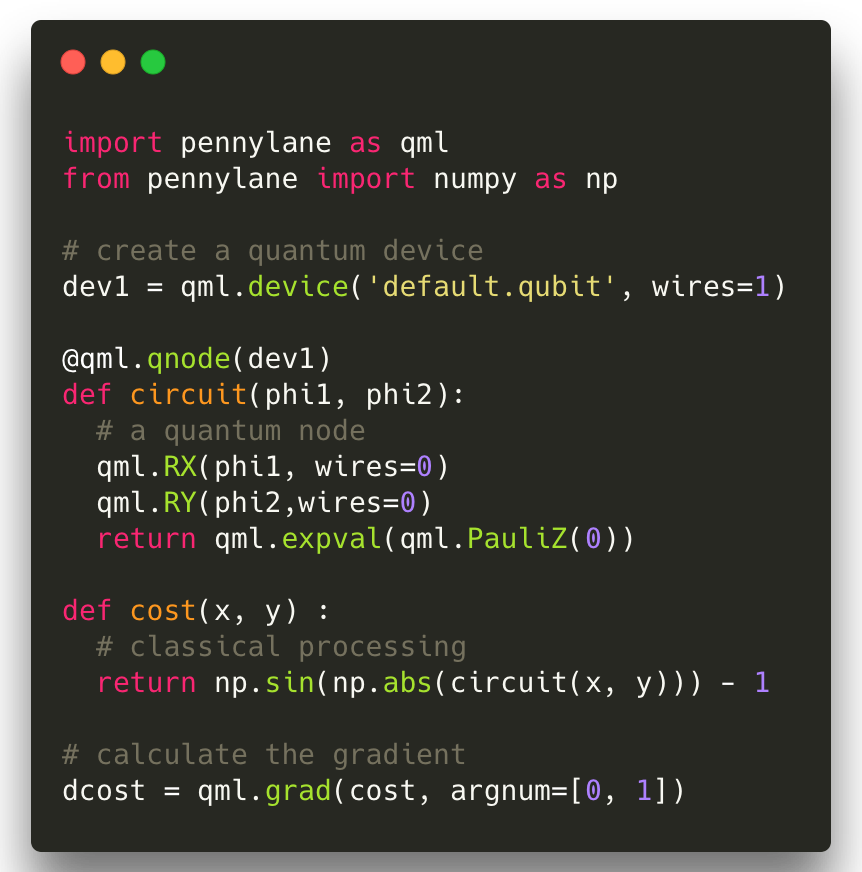 import pennylane as qml
from pennylane import numpy as np

# create a quantum device
dev1 = qml.device('default.qubit', wires=1)

@qml.qnode(dev1)
def circuit(phi1, phi2):
  # a quantum node
  qml.RX(phi1, wires=0)
  qml.RY(phi2,wires=0)
  return qml.expval(qml.PauliZ(0))

def cost(x, y) :
  # classical processing
  return np.sin(np.abs(circuit(x, y))) - 1

# calculate the gradient
dcost = qml.grad(cost, argnum=[0, 1])